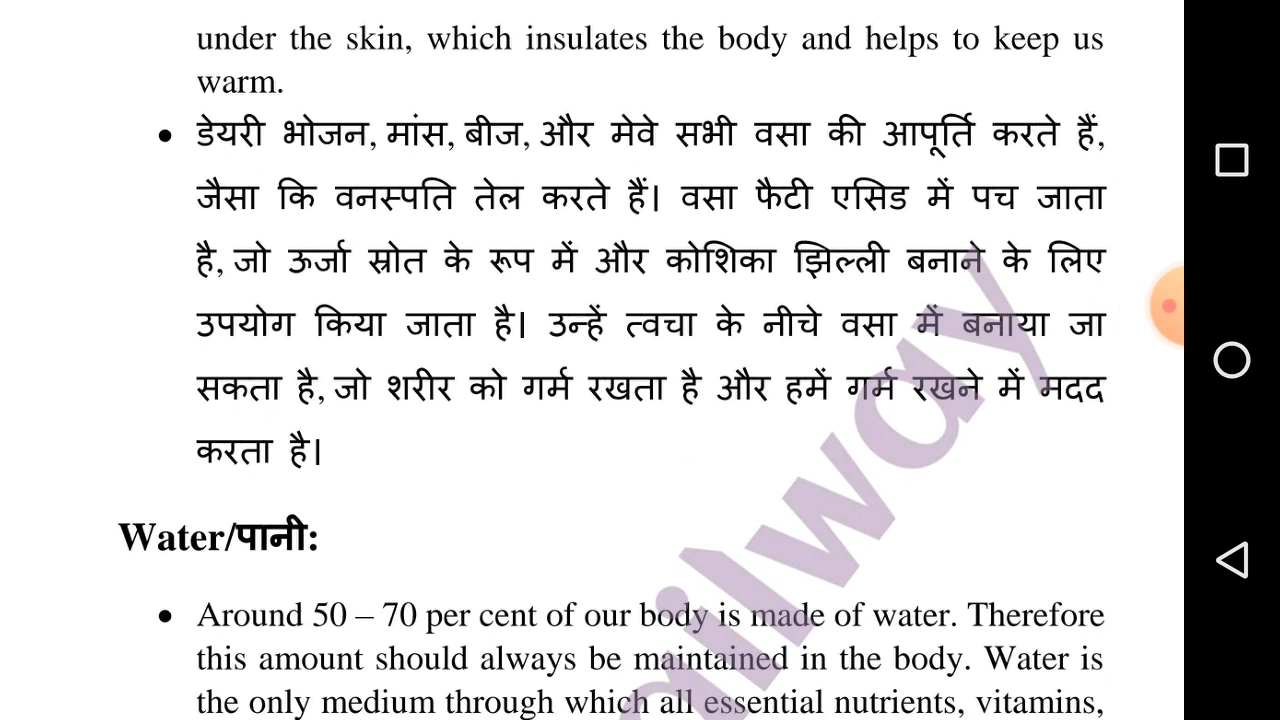 under the skin, which insulates the body and helps to keep us
warm.
• डेयरी भोजन, मांस, बीज, और मेवे सभी वसा की आपूर्ति करते हैं,
जैसा कि वनस्पति तेल करते हैं। वसा फैटी एसिड में पच जाता
है, जो ऊर्जा स्रोत के रूप में और कोशिका झिल्ली बनाने के लिए
उपयोग किया जाता है। उन्हें त्वचा के नीचे वसा में बनाया जा
सकता है, जो शरीर को गर्म रखता है और हमें गर्म रखने में मदद
करता है।
Water/पानी:
• Around 50 – 70 per cent of our body is made of water. Therefore
this amount should always be maintained in the body. Water is
the only medium through which all essential nutrients, vitamins,
ailway